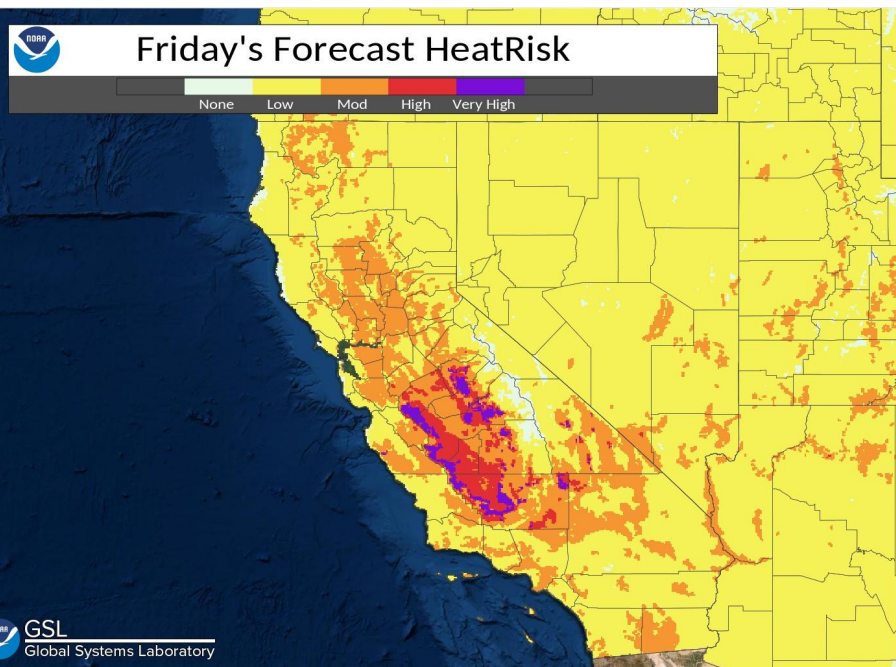 NOAA
Friday's Forecast HeatRisk
None Low Mod High Very High
GSL
Global Systems Laboratory